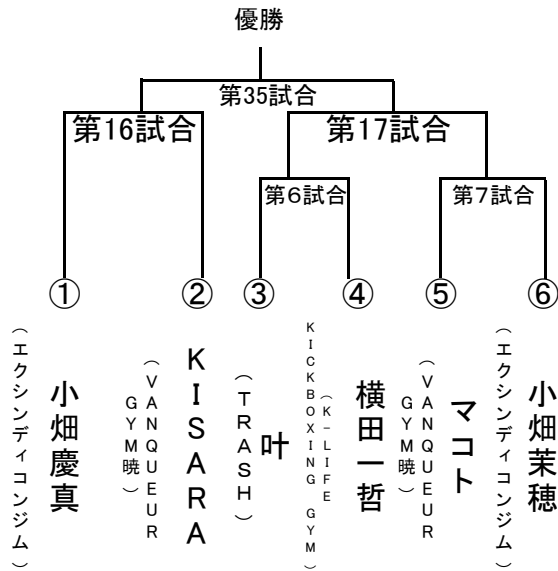 優勝
第35試合
第16試合
第17試合
第6試合
第7試合
①
②
③
④
⑤
⑥
小畑慶真
（エクシンディコンジム）
KISARA
（VANQUEUR
GYM暁）
叶
（TRASH）
横田一哲
（K-LIFE
KICKBOXING GYM）
マコト
（VANQUEUR
GYM暁）
小畑茉穂
（エクシンディコンジム）